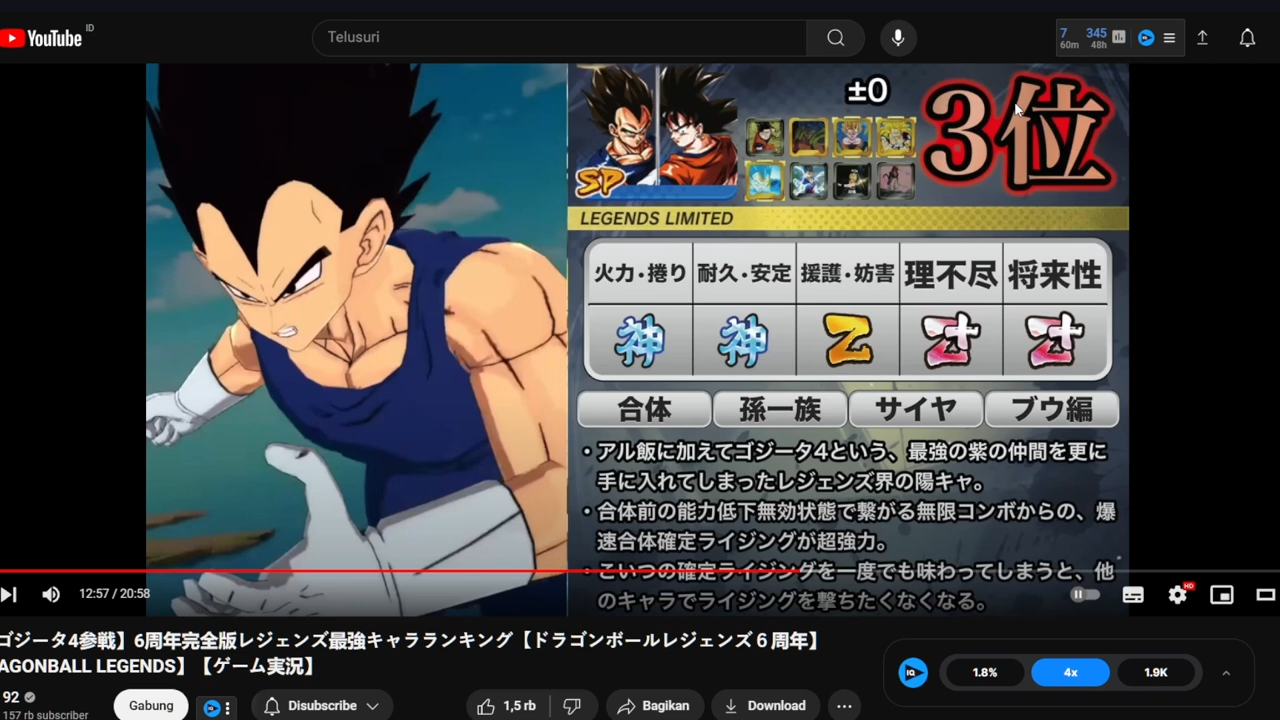 YouTube ID
Telusuri
7 345
60m 48h
±0
3位
SP
LEGENDS LIMITED
火力・捲り 耐久・安定 援護・妨害 理不尽 将来性
神 神 Z
合体 孫一族 サイヤ ブウ編
・アル飯に加えてゴジータ4という、最強の紫の仲間を更に
手に入れてしまったレジェンズ界の陽キャ。
・合体前の能力低下無効状態で繋がる無限コンボからの、爆
速合体確定ライジングが超強力。
・こいつの確定ライジングを一度でも味わってしまうと、他
のキャラでライジングを撃ちたくなくなる。
12:57 / 20:58
HD
ゴジータ4参戦】6周年完全版レジェンズ最強キャラランキング【ドラゴンボールレジェンズ６周年】
AGONBALL LEGENDS】【ゲーム実況】
IQ 1.8% 4x 1.9K
92
157 rb subscriber
Gabung
Disubscribe
1,5 rb
Bagikan
Download